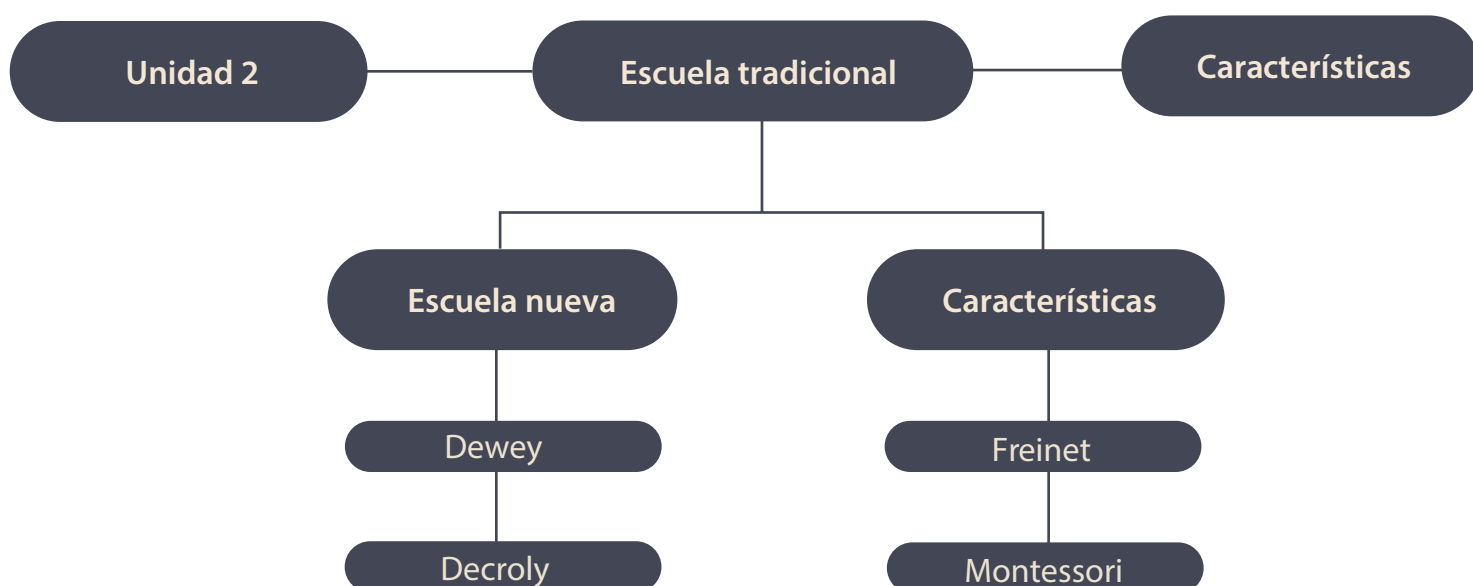 Unidad 2
Escuela tradicional
Características
Escuela nueva
Características
Dewey
Freinet
Decroly
Montessori